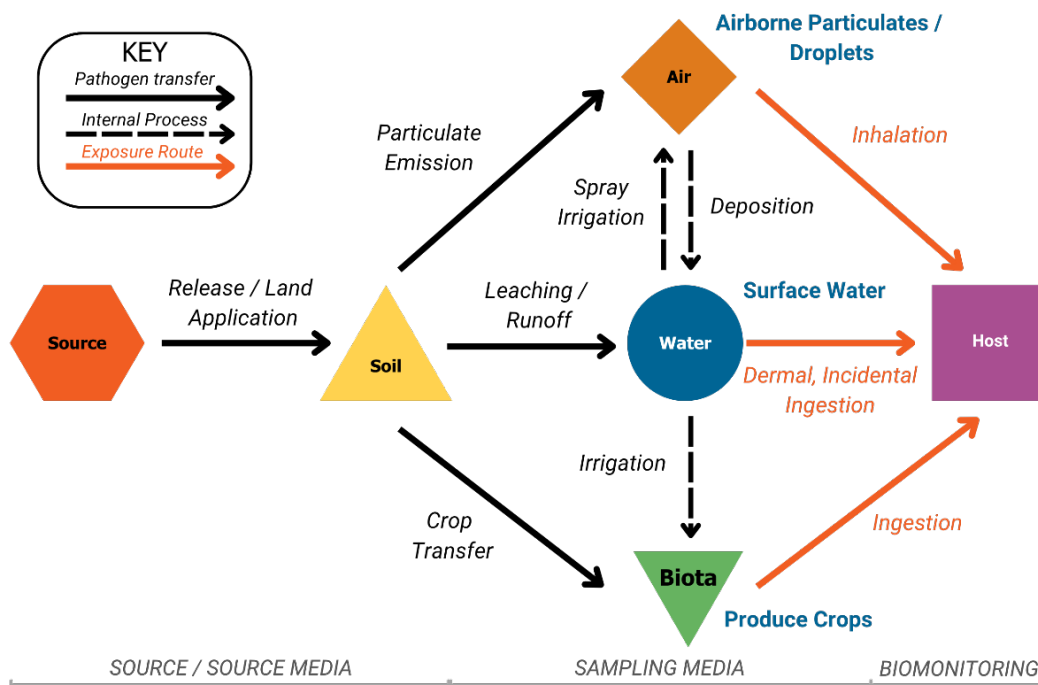 KEY
Pathogen transfer
Internal Process
Exposure Route
Airborne Particulates /
Droplets
Air
Particulate
Emission
Inhalation
Spray
Irrigation
Deposition
Release / Land
Application
Leaching /
Runoff
Surface Water
Source
Soil
Water
Host
Dermal, Incidental
Ingestion
Irrigation
Crop
Transfer
Ingestion
Biota
Produce Crops
SOURCE / SOURCE MEDIA
SAMPLING MEDIA
BIOMONITORING